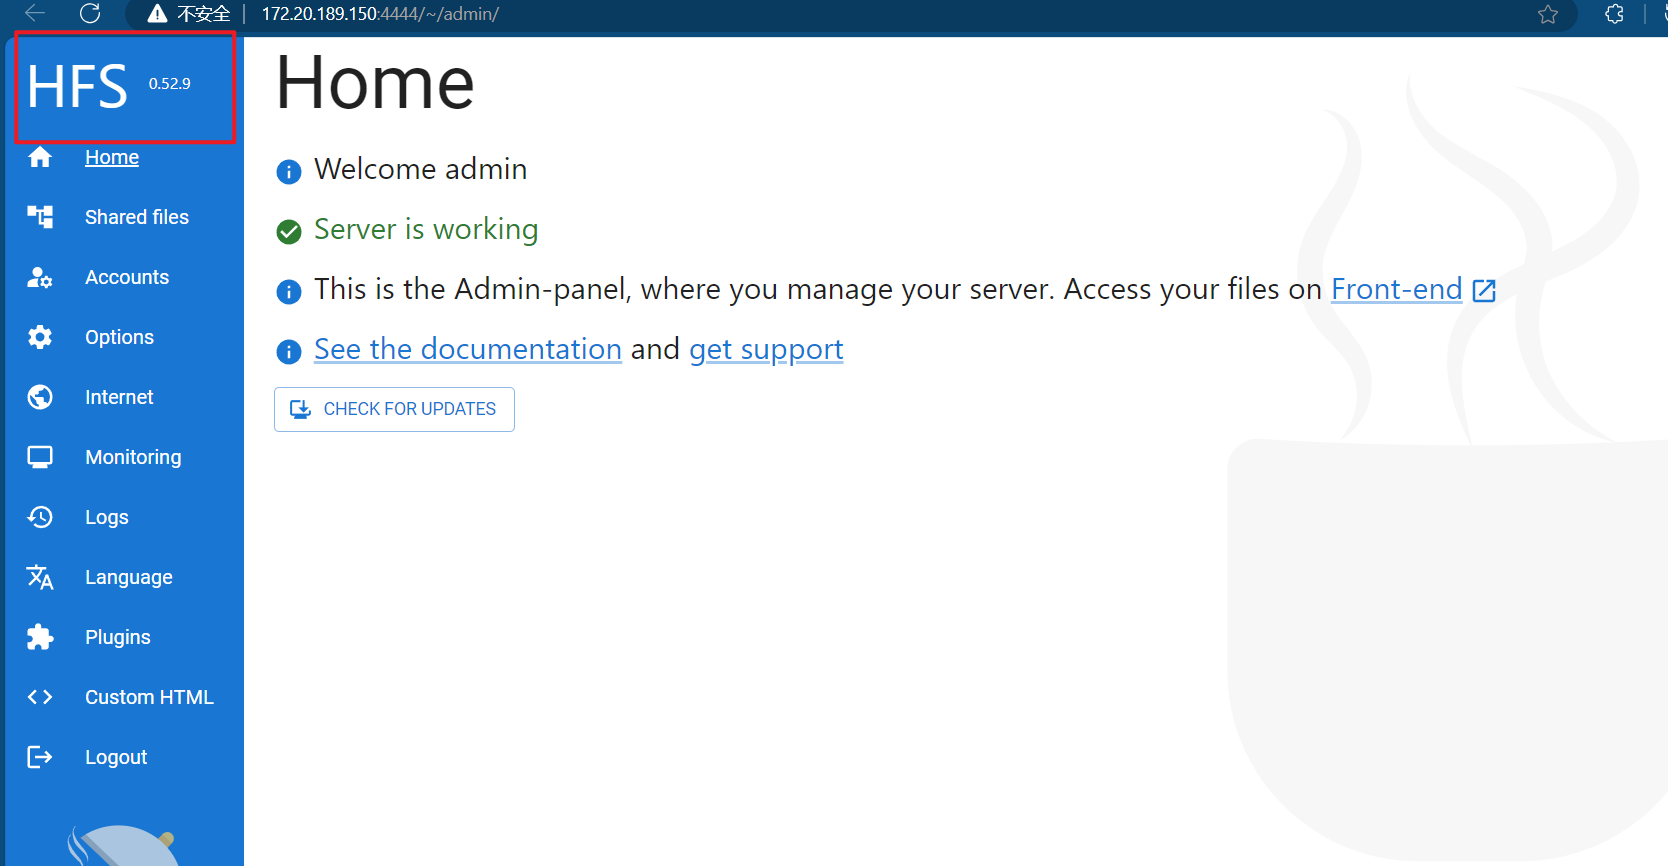 不安全 172.20.189.150:4444/~/admin/
HFS 0.52.9
Home
Shared files
Accounts
Options
Internet
Monitoring
Logs
Language
Plugins
Custom HTML
Logout
Home
Welcome admin
Server is working
This is the Admin-panel, where you manage your server. Access your files on Front-end
See the documentation and get support
CHECK FOR UPDATES